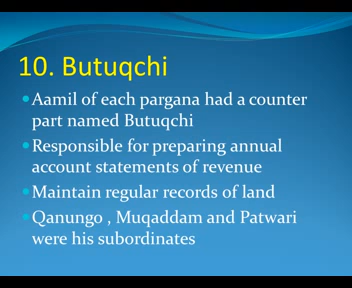 10. Butuqchi
Aamil of each pargana had a counter
part named Butuqchi
Responsible for preparing annual
account statements of revenue
Maintain regular records of land
Qanungo , Muqaddam and Patwari
were his subordinates